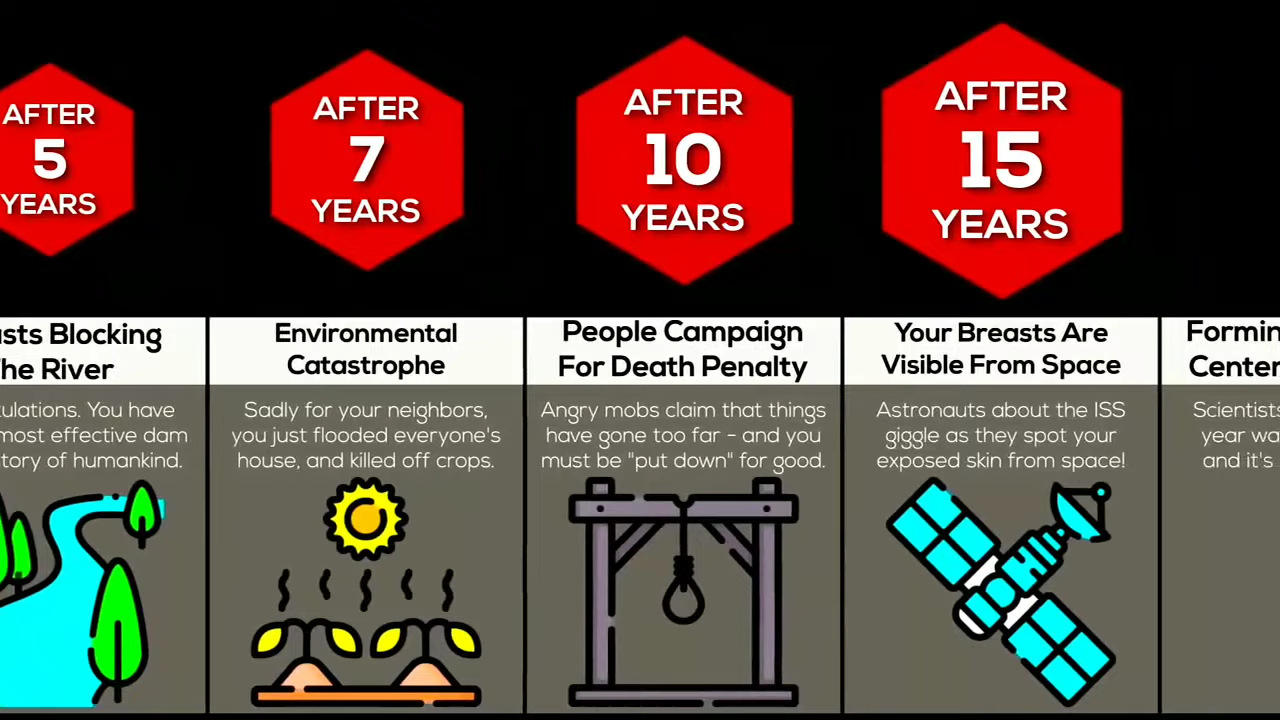 AFTER
5
YEARS
AFTER
7
YEARS
AFTER
10
YEARS
AFTER
15
YEARS
Blocking
River
You have
most effective dam
of humankind.
Environmental
Catastrophe
Sadly for your neighbors,
you just flooded everyone's
house, and killed off crops.
People Campaign
For Death Penalty
Angry mobs claim that things
have gone too far - and you
must be "put down" for good.
Your Breasts Are
Visible From Space
Astronauts about the ISS
giggle as they spot your
exposed skin from space!
Scientists
year
and it's